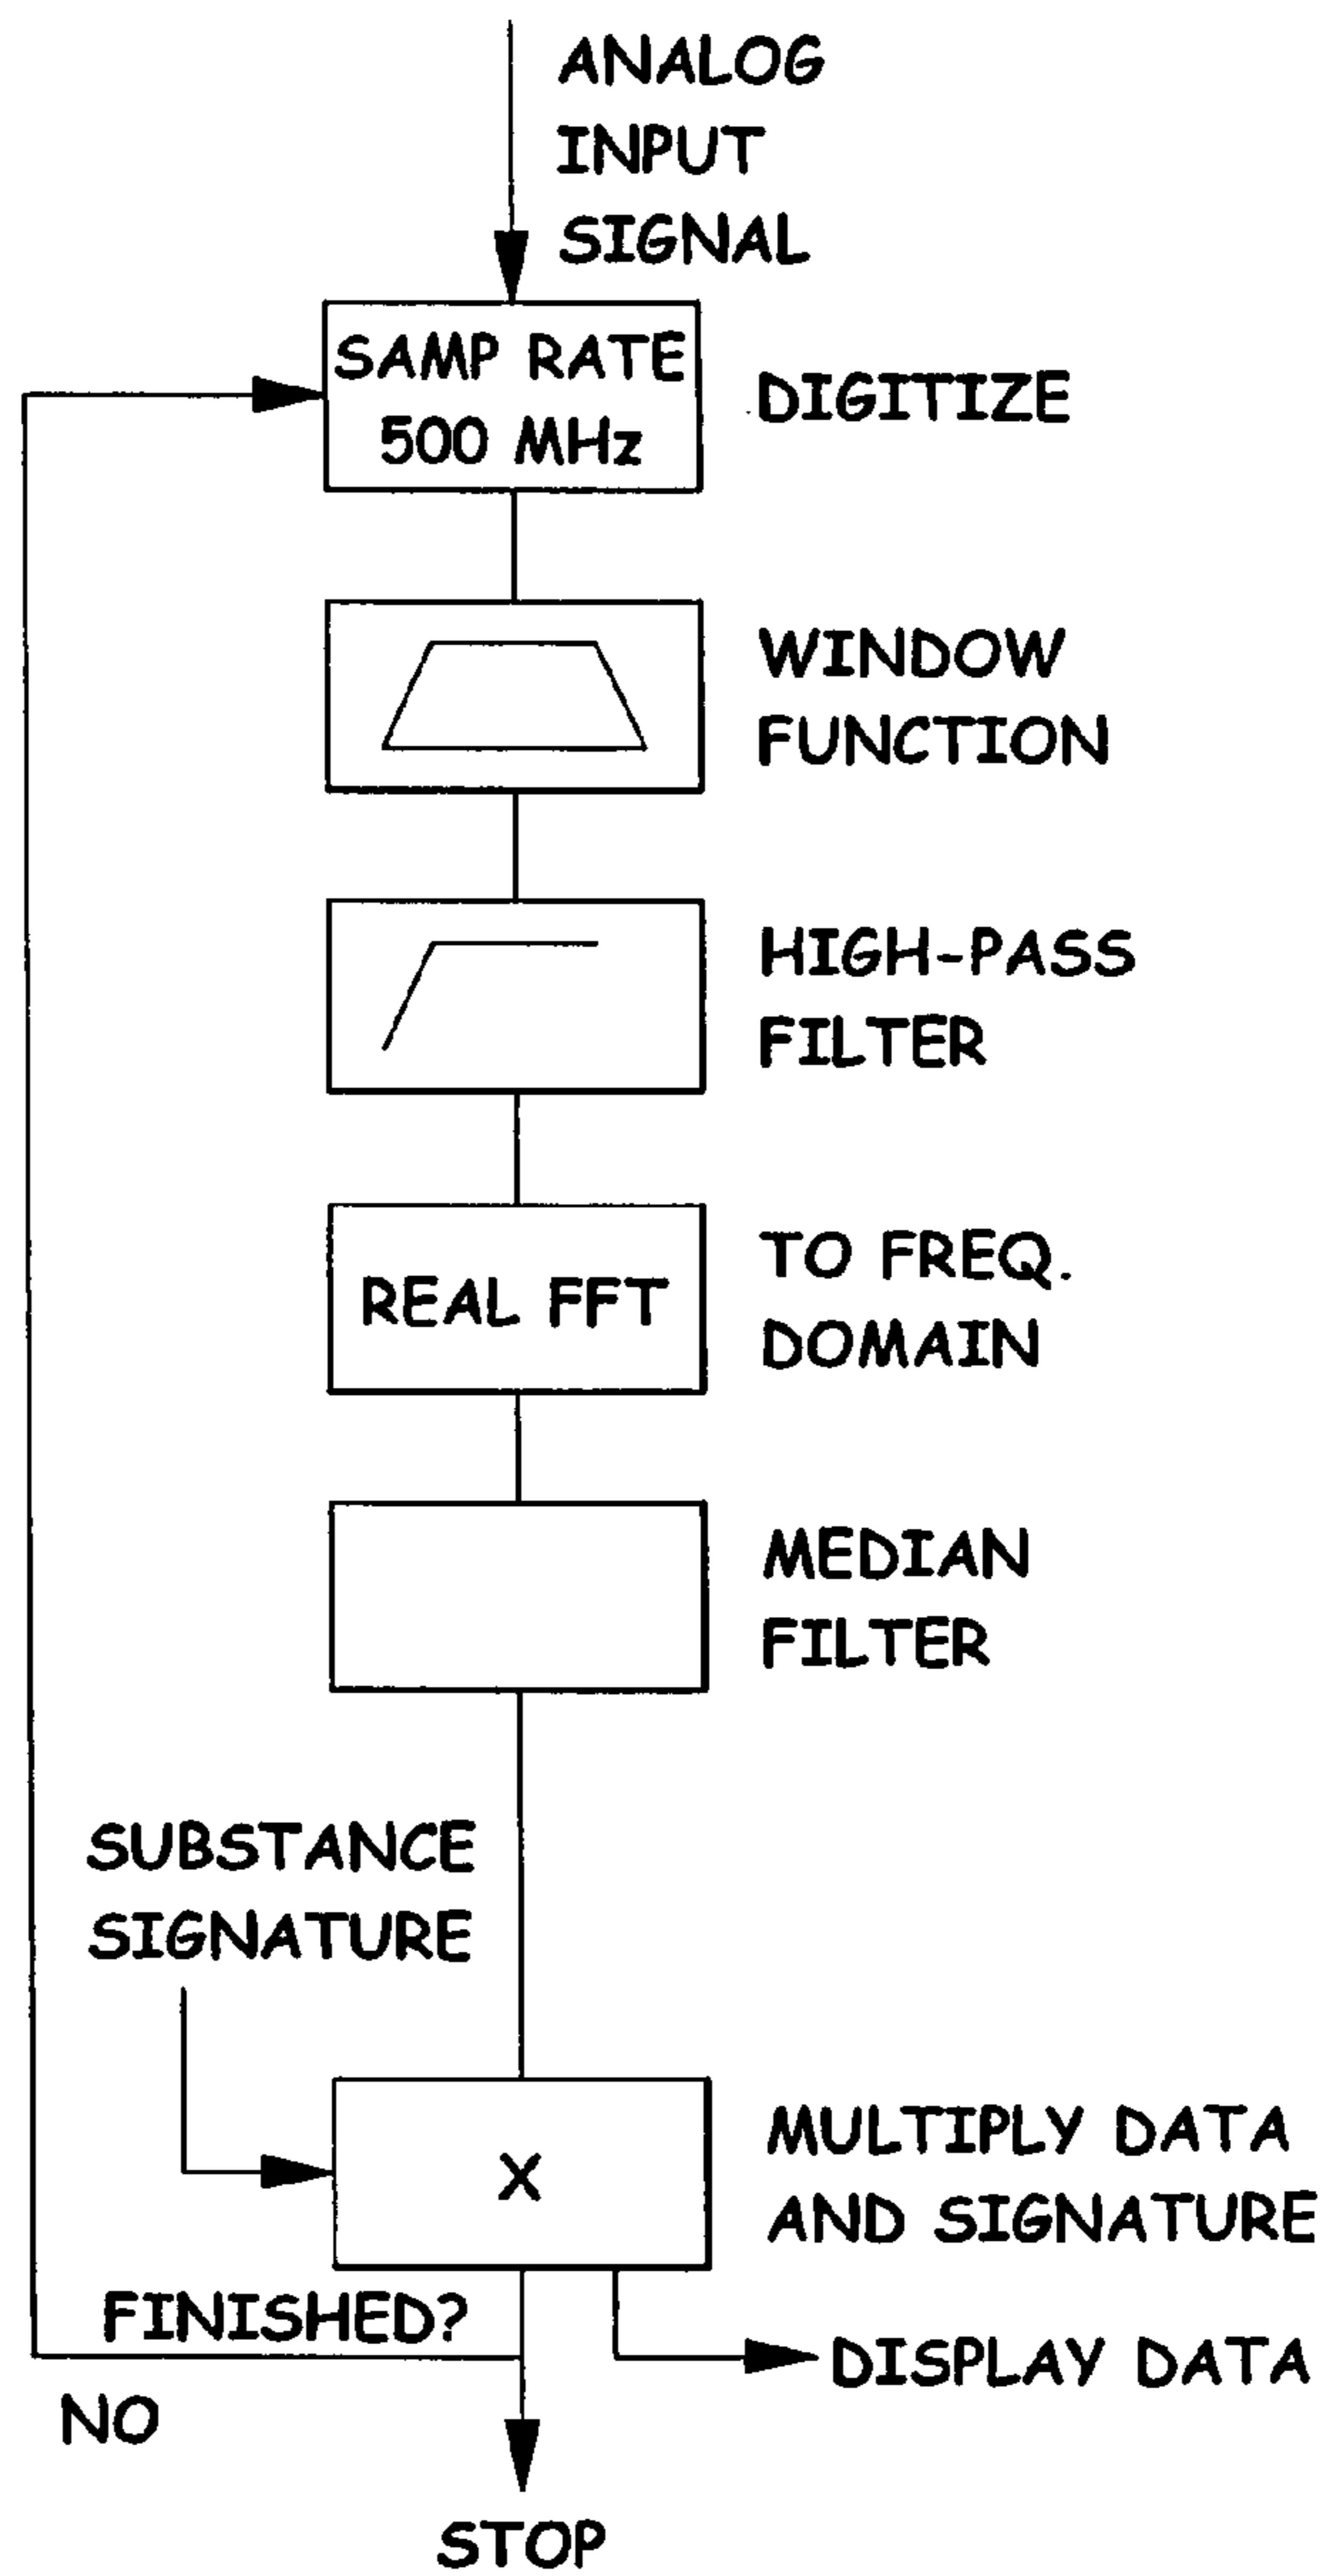 ANALOG
INPUT
SIGNAL
SAMP RATE
500 MHz
DIGITIZE
WINDOW
FUNCTION
HIGH-PASS
FILTER
REAL FFT
TO FREQ.
DOMAIN
MEDIAN
FILTER
SUBSTANCE
SIGNATURE
X
MULTIPLY DATA
AND SIGNATURE
FINISHED?
DISPLAY DATA
NO
STOP